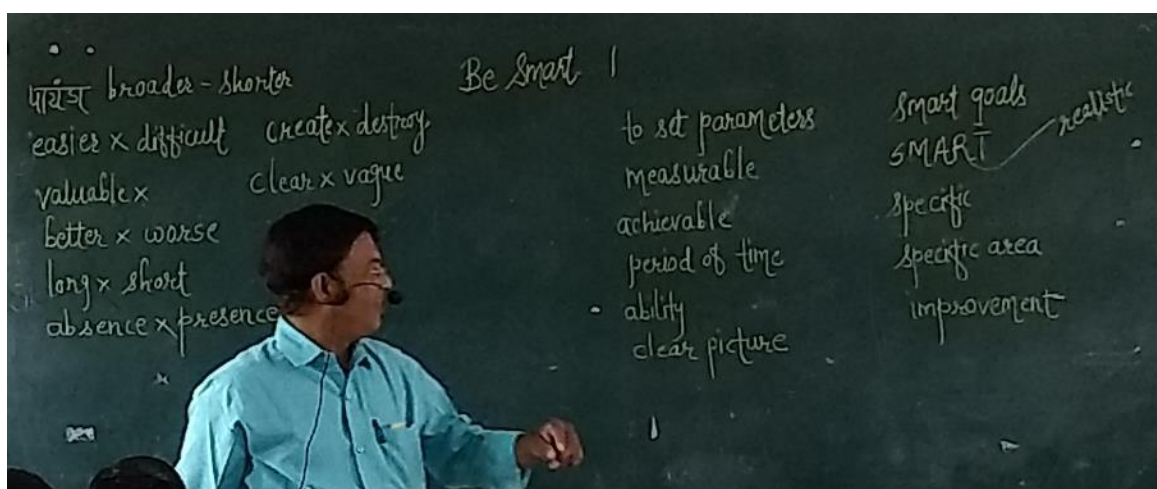 Be Smart
पायंडा broader - shorter
easier x difficult
valuable x
better x worse
long x short
absence x presence
create x destroy
clear x vague
to set parameters
measurable
achievable
period of time
ability
clear picture
Smart goals
SMART realistic
specific
specific area
improvement